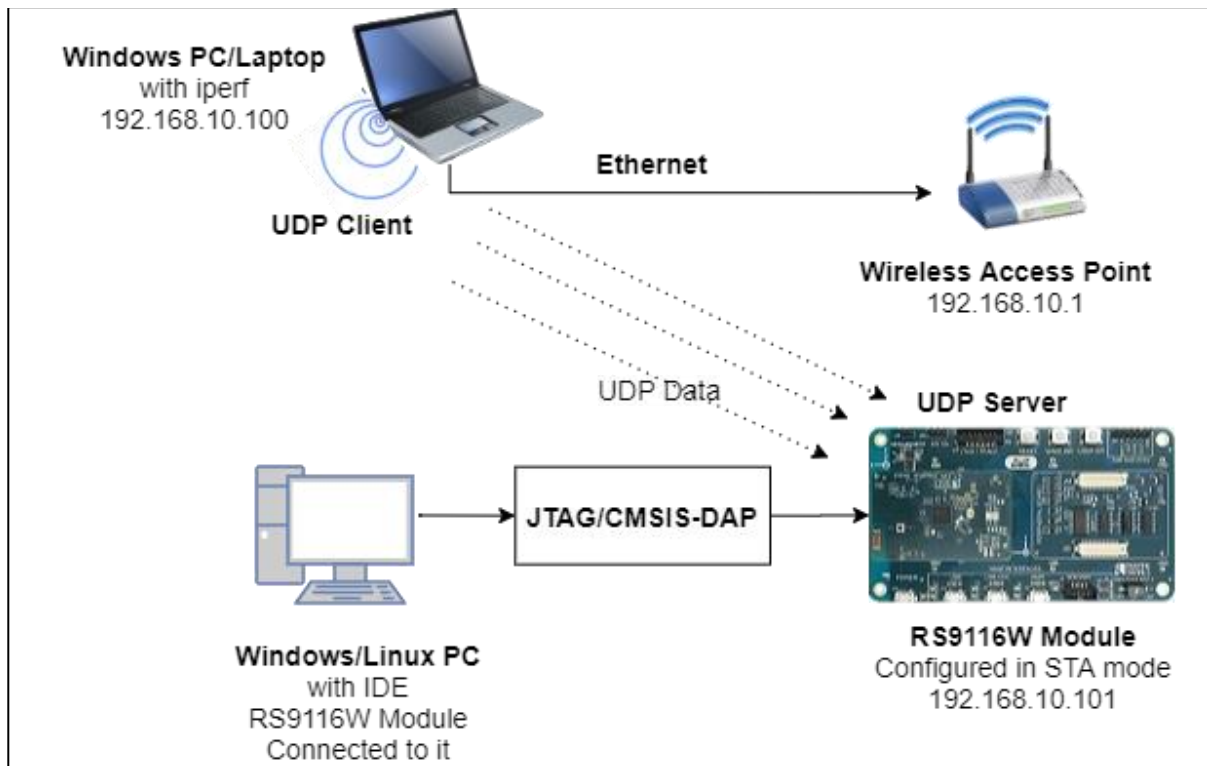 Windows PC/Laptop
with iperf
192.168.10.100
Ethernet
UDP Client
Wireless Access Point
192.168.10.1
UDP Data
UDP Server
JTAG/CMSIS-DAP
RS9116W Module
Configured in STA mode
192.168.10.101
Windows/Linux PC
with IDE
RS9116W Module
Connected to it